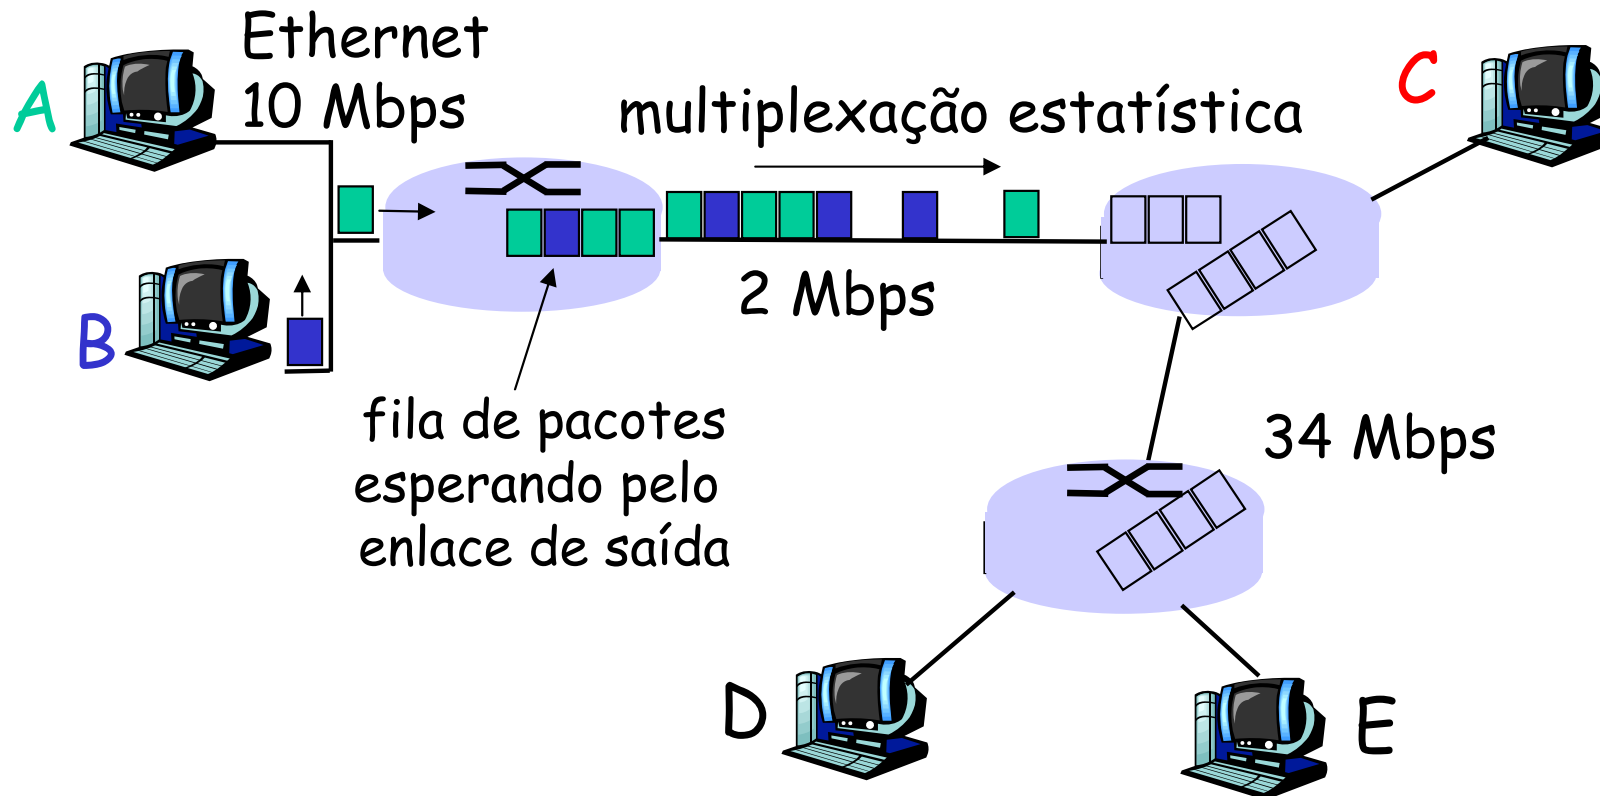 Ethernet
10 Mbps
A
multiplexação estatística
C
2 Mbps
B
fila de pacotes
esperando pelo
enlace de saída
34 Mbps
D
E